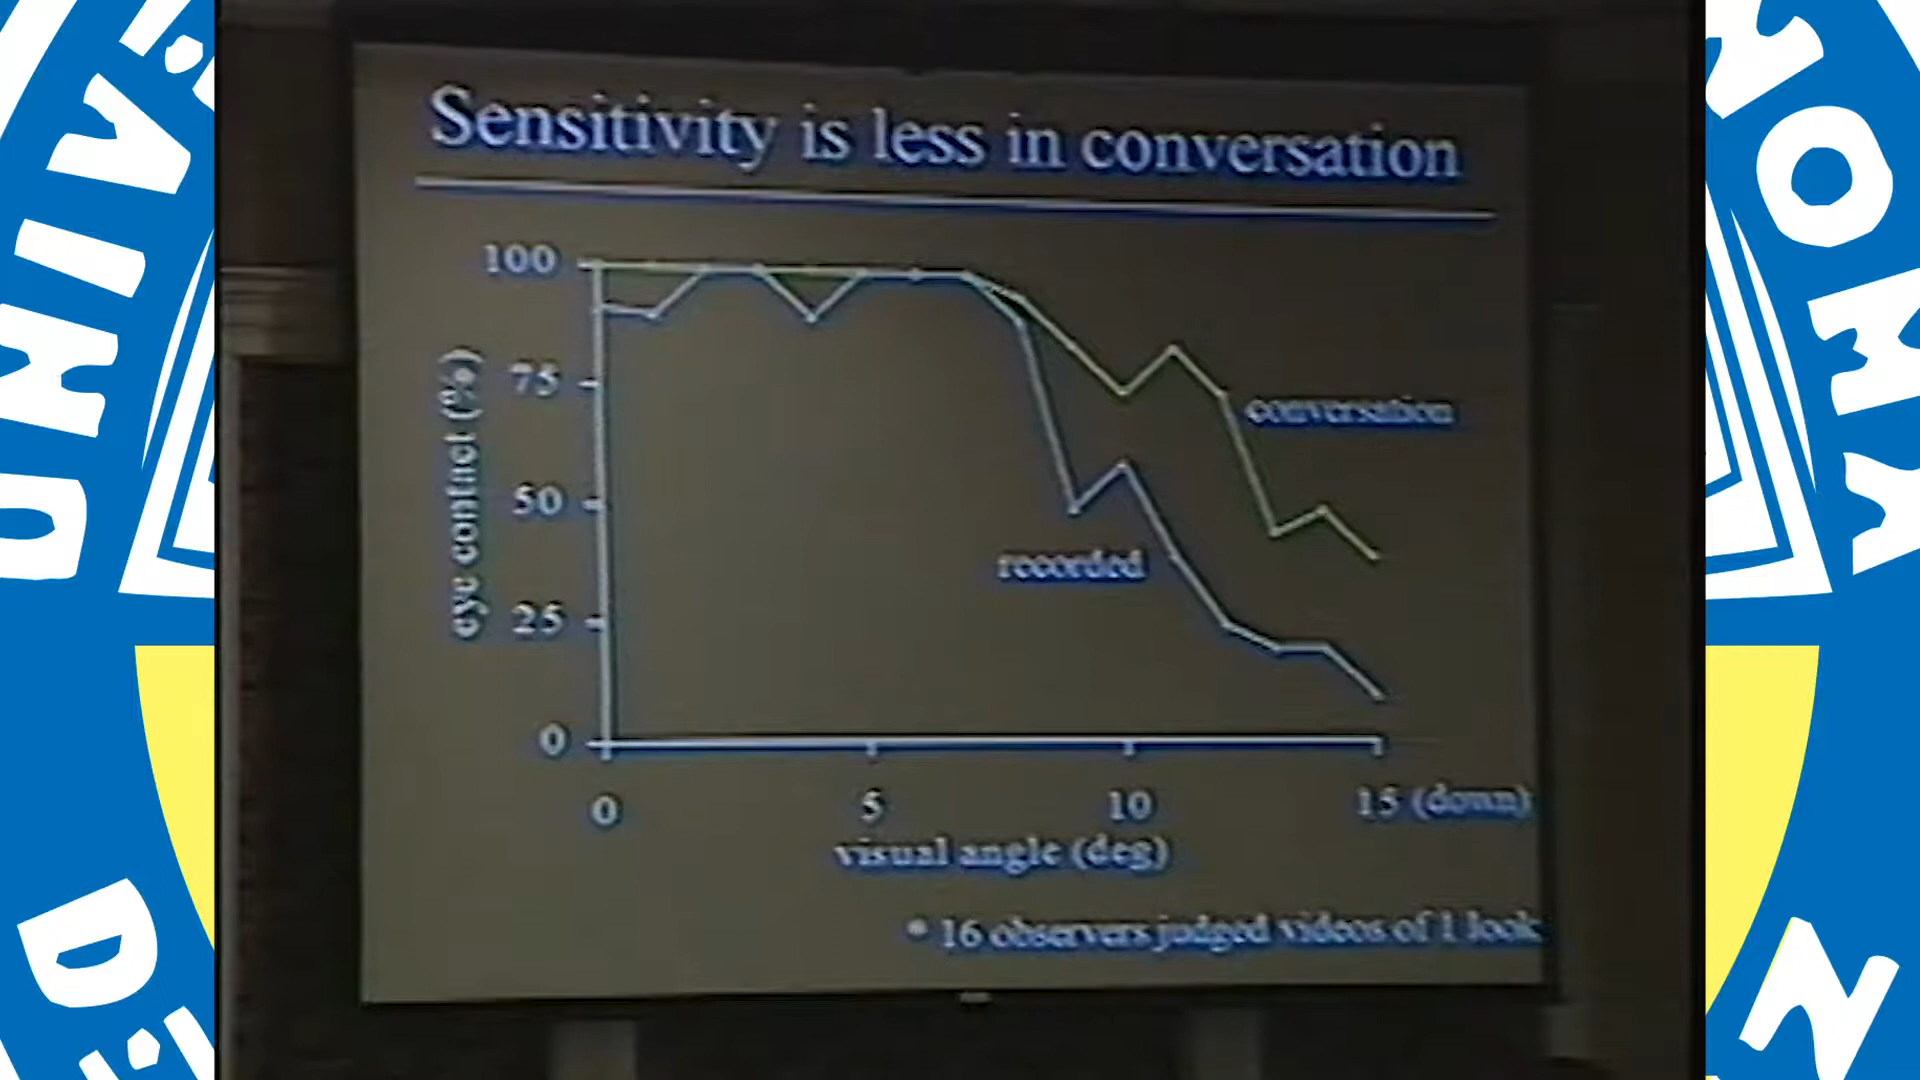 Sensitivity is less in conversation
100
75
50
25
0
eye contact (%)
conversation
recorded
0 5 10 15 (down)
visual angle (deg)
* 16 observers judged videos of 1 look